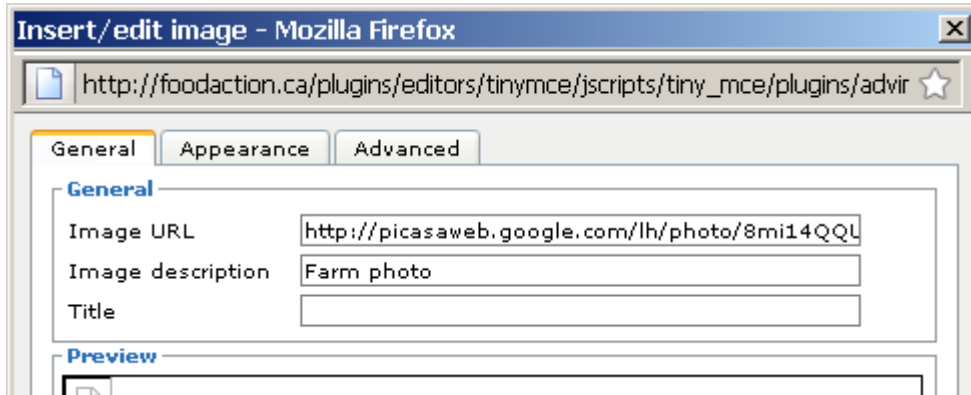 Insert/edit image - Mozilla Firefox
http://foodaction.ca/plugins/editors/tinymce/jscripts/tiny_mce/plugins/advir
General Appearance Advanced
General
Image URL http://picasaweb.google.com/lh/photo/8mi14QQU
Image description Farm photo
Title
Preview